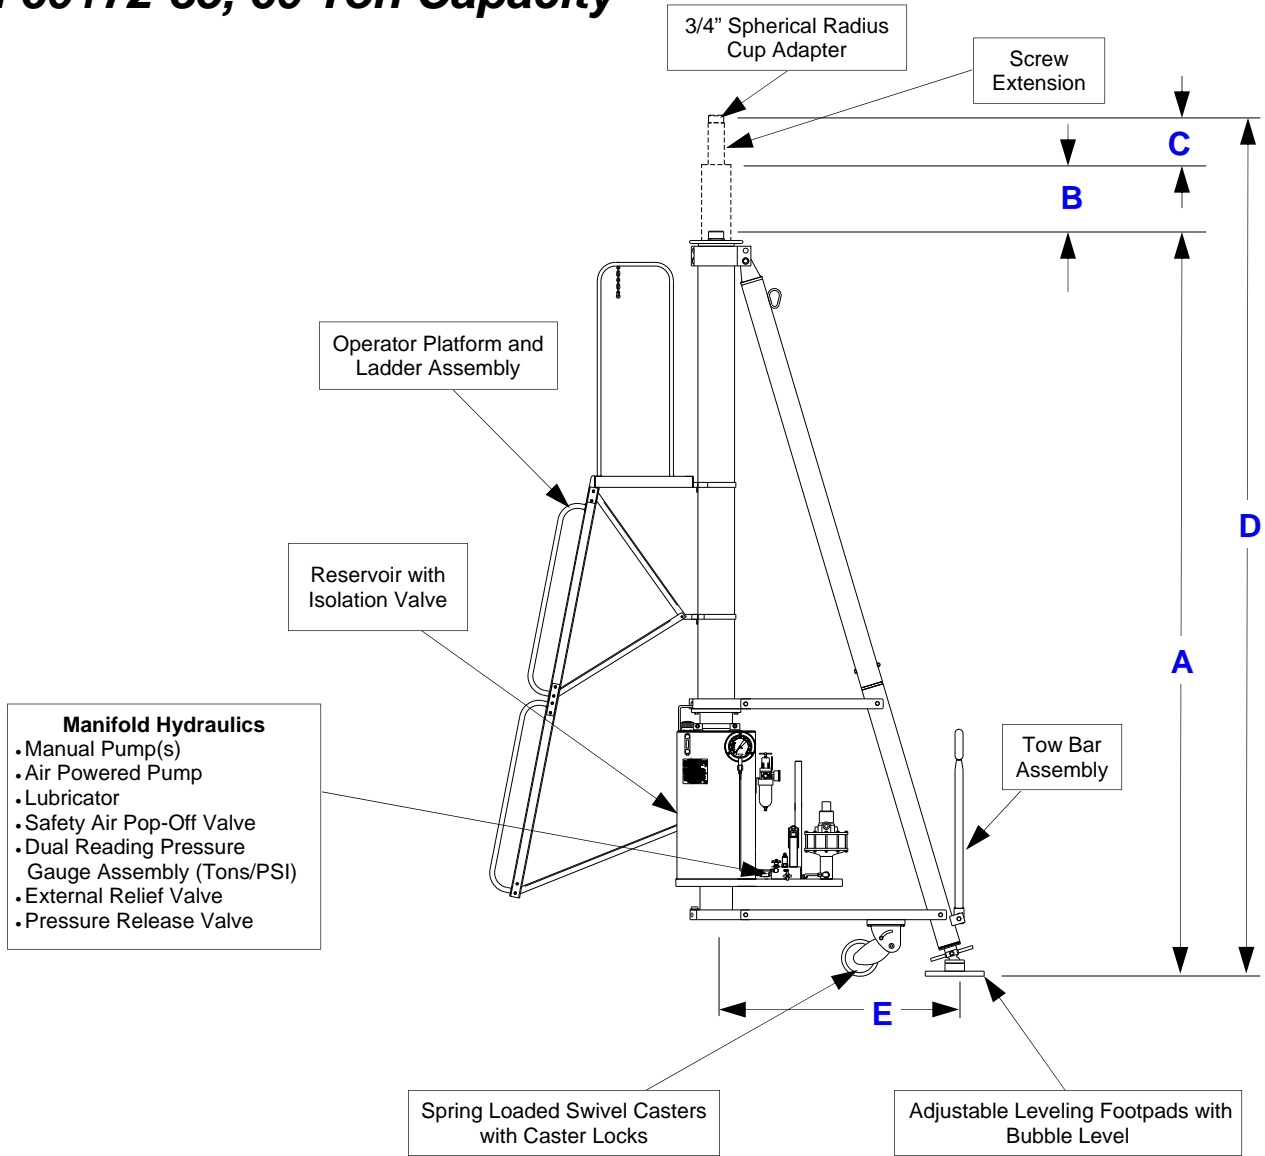 Capacity
3/4” Spherical Radius
Cup Adapter
Screw
Extension
C
B
Operator Platform and
Ladder Assembly
D
Reservoir with
Isolation Valve
A
Manifold Hydraulics
• Manual Pump(s)
• Air Powered Pump
• Lubricator
• Safety Air Pop-Off Valve
• Dual Reading Pressure
Gauge Assembly (Tons/PSI)
• External Relief Valve
• Pressure Release Valve
Tow Bar
Assembly
E
Spring Loaded Swivel Casters
with Caster Locks
Adjustable Leveling Footpads with
Bubble Level